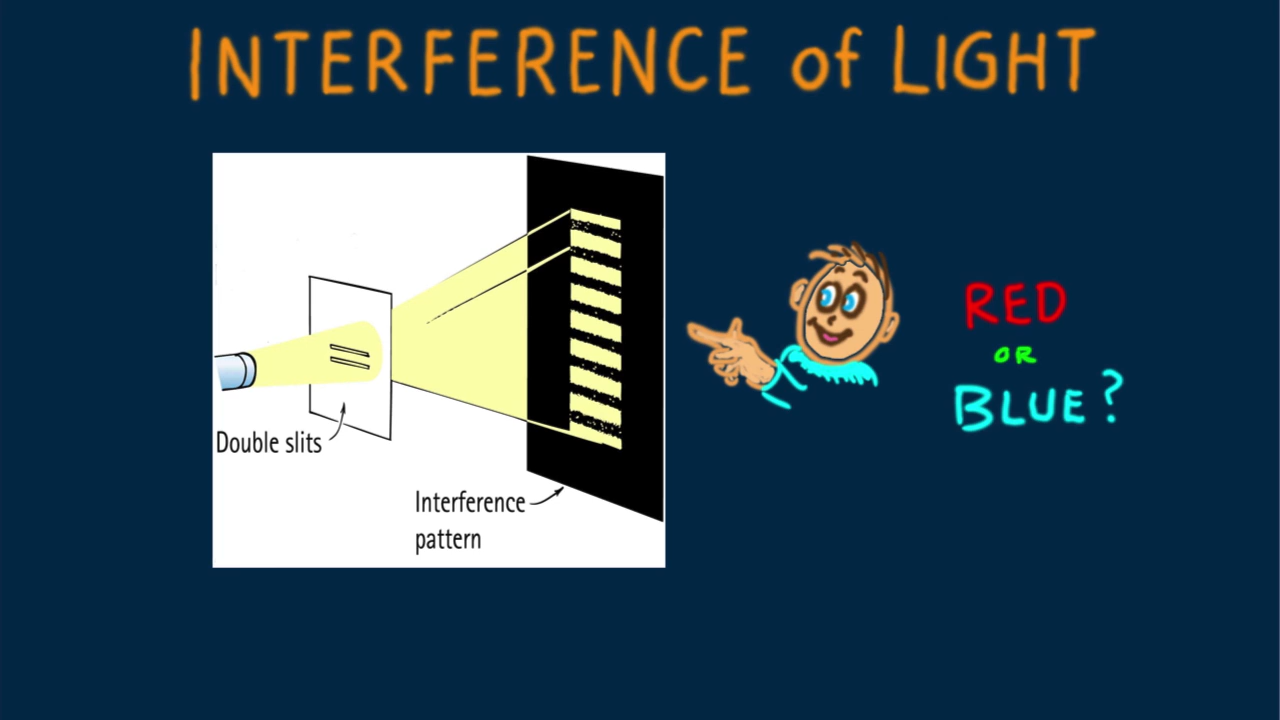 INTERFERENCE of LIGHT
Double slits
Interference
pattern
RED
OR
BLUE?